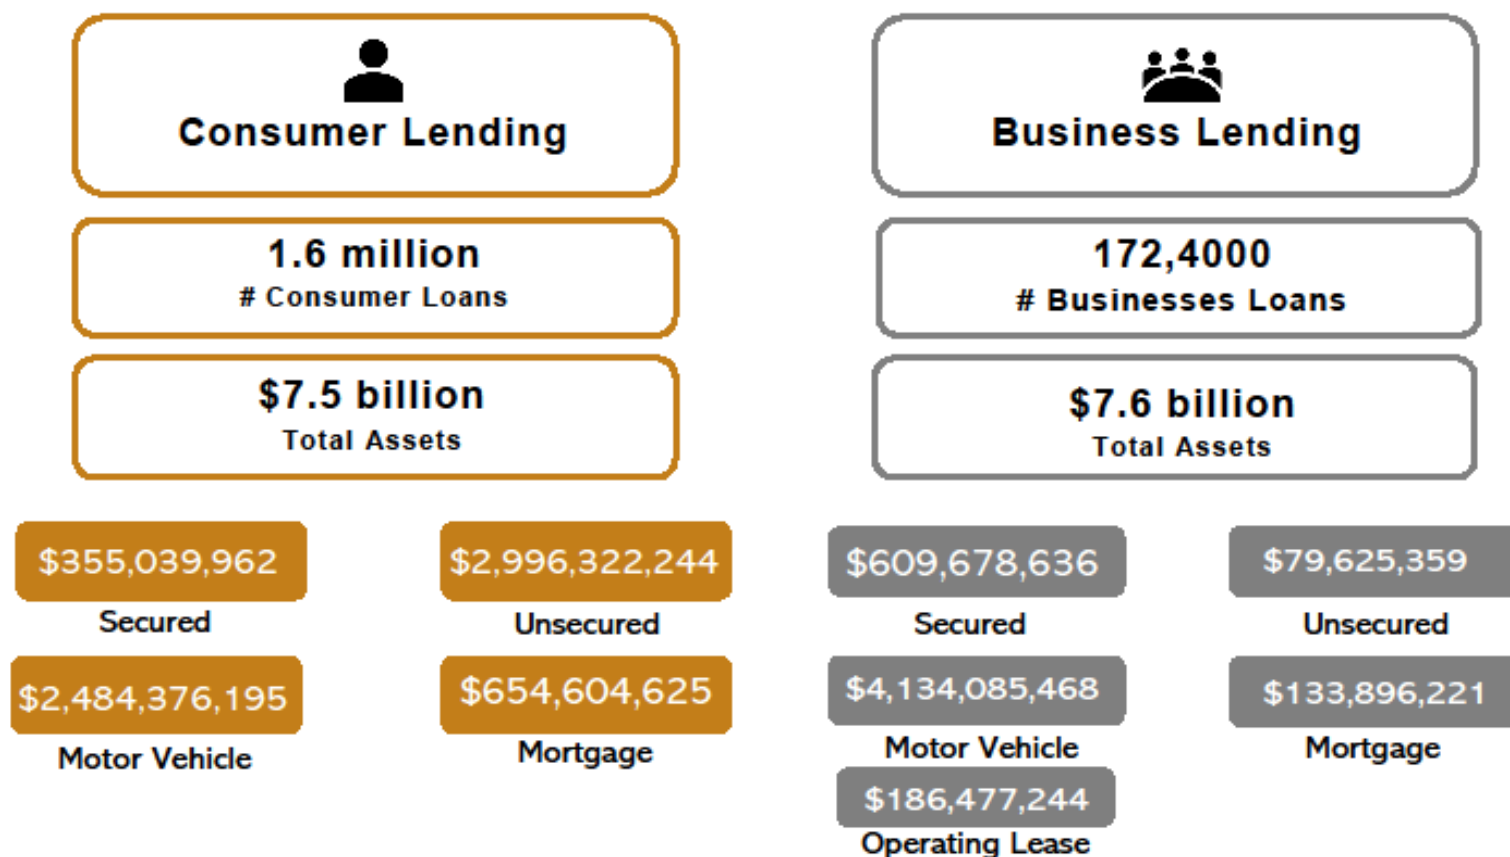 Consumer Lending
1.6 million
# Consumer Loans
$7.5 billion
Total Assets
$355,039,962
Secured
$2,996,322,244
Unsecured
$2,484,376,195
Motor Vehicle
$654,604,625
Mortgage
Business Lending
172,4000
# Businesses Loans
$7.6 billion
Total Assets
$609,678,636
Secured
$79,625,359
Unsecured
$4,134,085,468
Motor Vehicle
$133,896,221
Mortgage
$186,477,244
Operating Lease